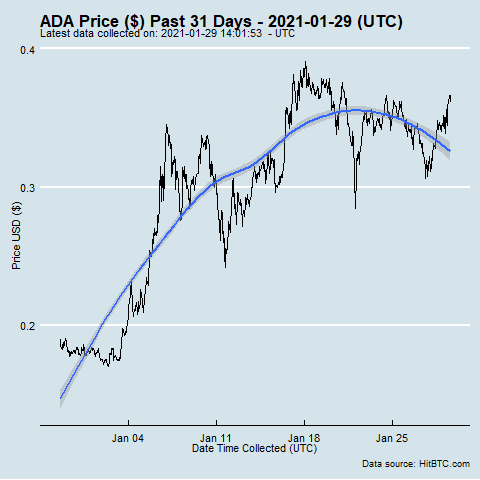 ADA Price ($) Past 31 Days - 2021-01-29 (UTC)
Latest data collected on: 2021-01-29 14:01:53 - UTC
0.4
0.3
0.2
Price USD ($)
Jan 04 Jan 11 Jan 18 Jan 25
Date Time Collected (UTC)
Data source: HitBTC.com